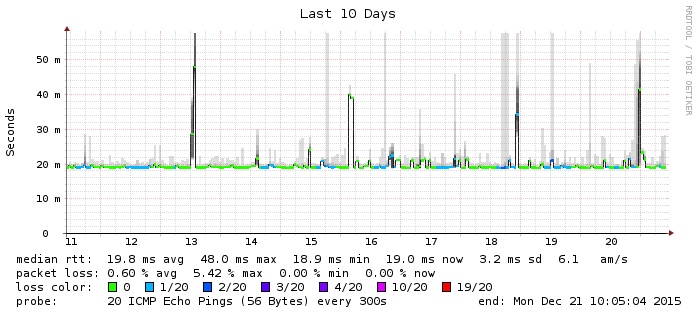 Last 10 Days
RRDTOOL / TOBI OETIKER
Seconds
50 m
40 m
30 m
20 m
10 m
0
11 12 13 14 15 16 17 18 19 20
median rtt: 19.8 ms avg 48.0 ms max 18.9 ms min 19.0 ms now 3.2 ms sd 6.1 am/s
packet loss: 0.60 % avg 5.42 % max 0.00 % min 0.00 % now
loss color: 0 1/20 2/20 3/20 4/20 10/20 19/20
probe: 20 ICMP Echo Pings (56 Bytes) every 300s end: Mon Dec 21 10:05:04 2015